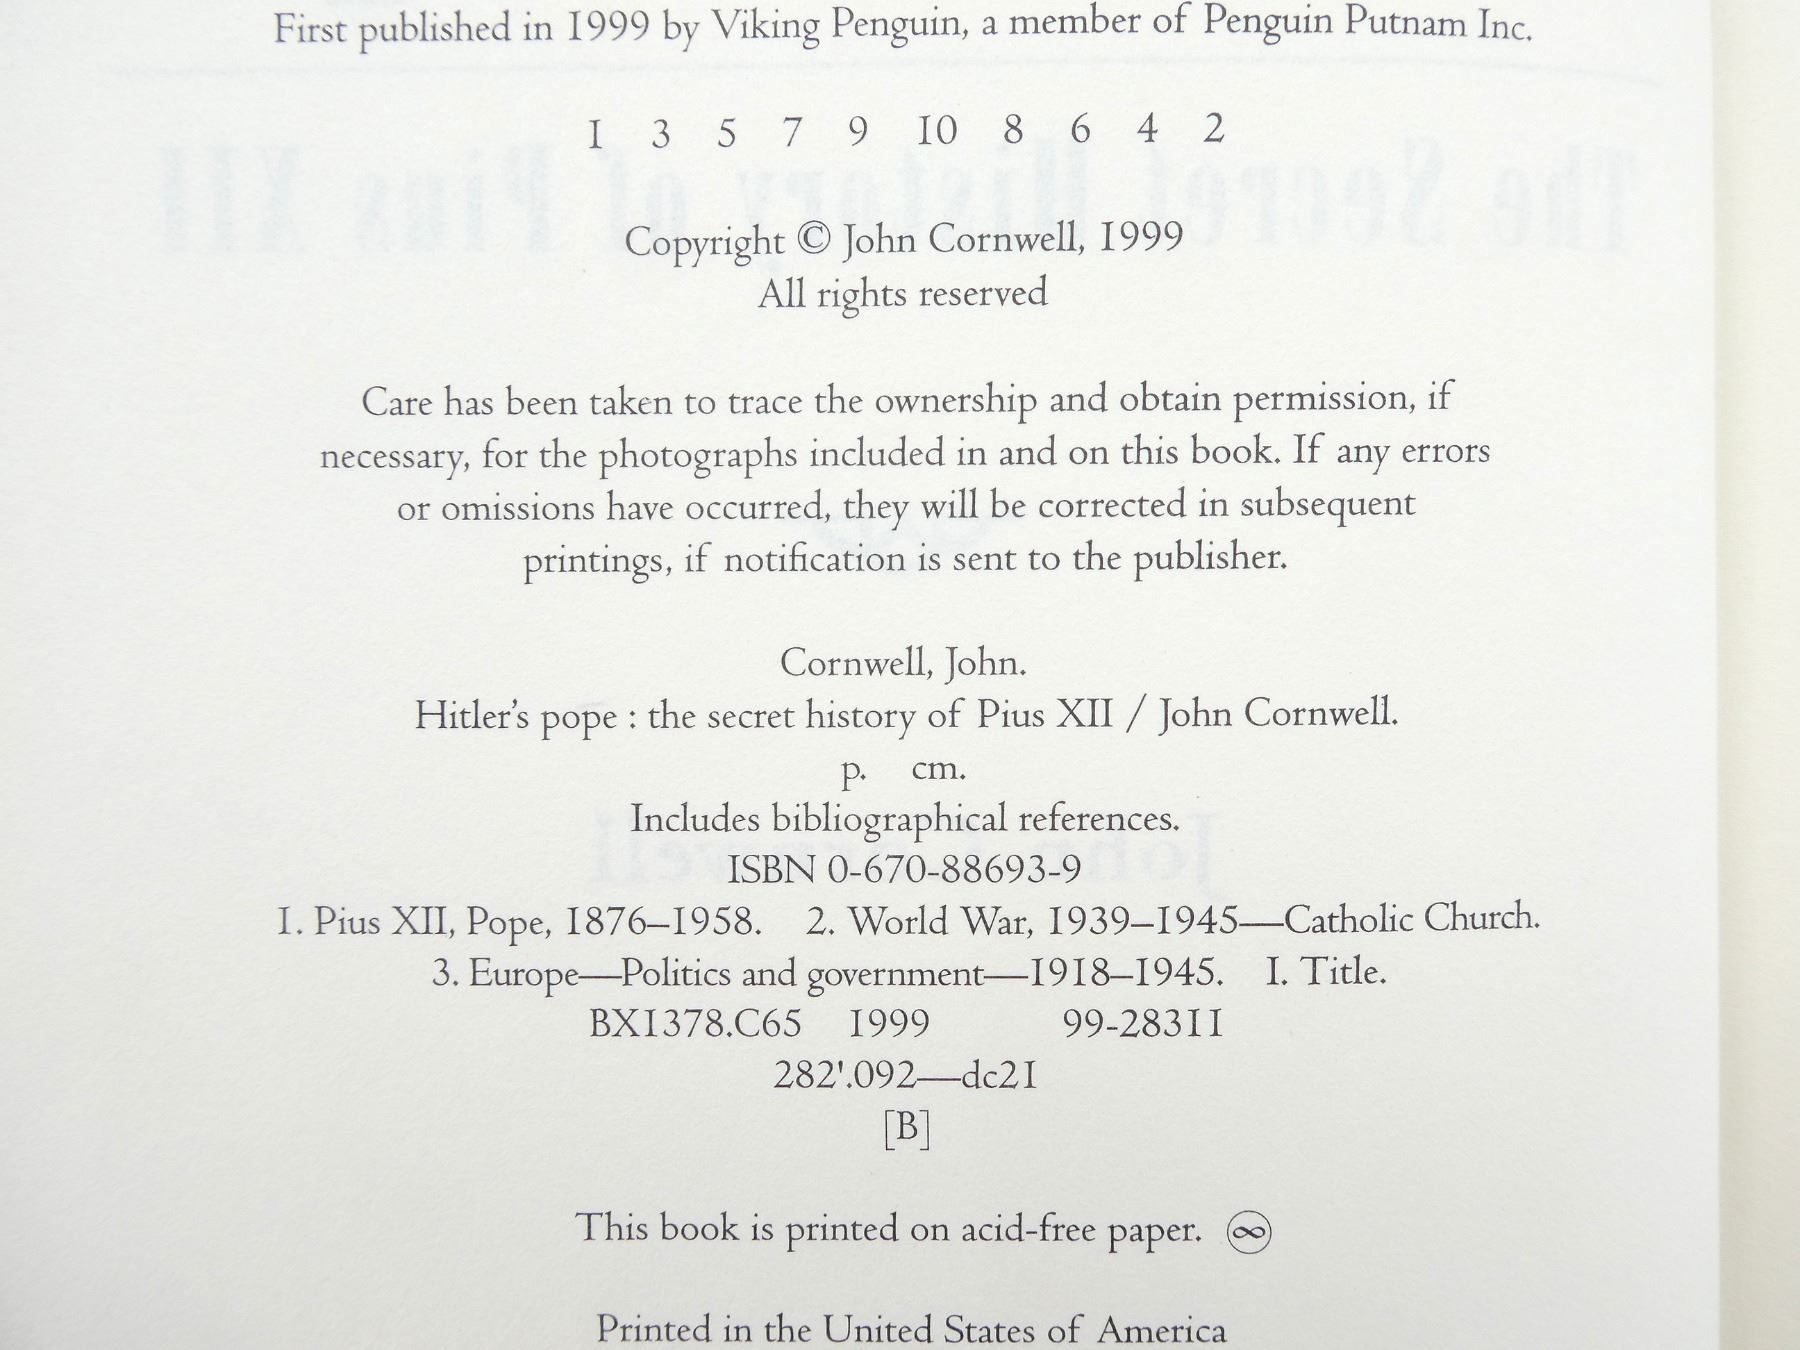 First published in 1999 by Viking Penguin, a member of Penguin Putnam Inc.
1 3 5 7 9 10 8 6 4 2
Copyright © John Cornwell, 1999
All rights reserved
Care has been taken to trace the ownership and obtain permission, if
necessary, for the photographs included in and on this book. If any errors
or omissions have occurred, they will be corrected in subsequent
printings, if notification is sent to the publisher.
Cornwell, John.
Hitler's pope : the secret history of Pius XII / John Cornwell.
p. cm.
Includes bibliographical references.
ISBN 0-670-88693-9
1. Pius XII, Pope, 1876–1958. 2. World War, 1939–1945—Catholic Church.
3. Europe—Politics and government—1918–1945. I. Title.
BX1378.C65 1999 99-28311
282'.092—dc21
[B]
This book is printed on acid-free paper. ♾
Printed in the United States of America